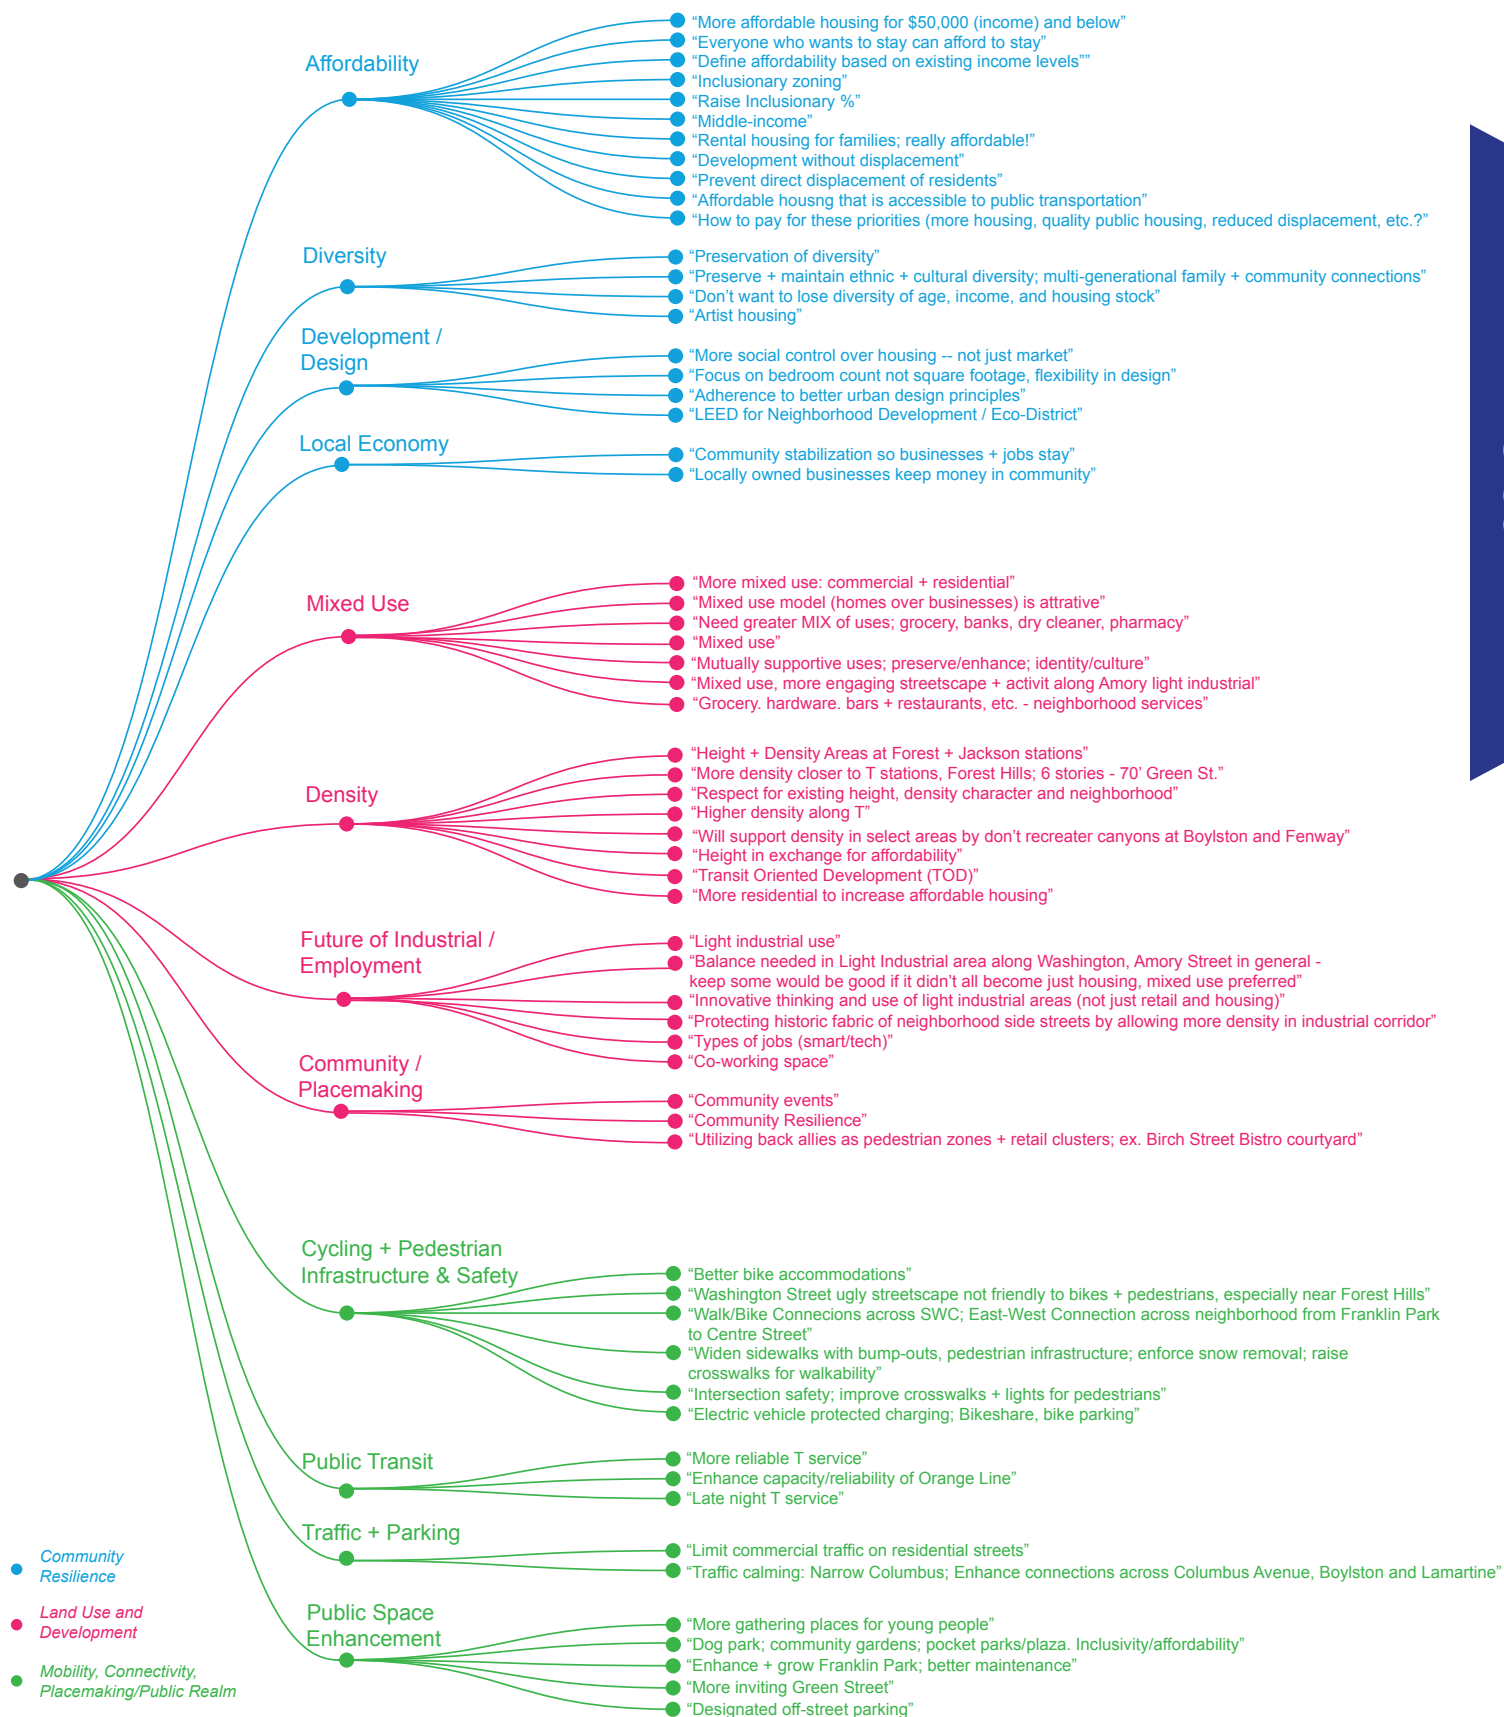 Affordability
“More affordable housing for $50,000 (income) and below”
“Everyone who wants to stay can afford to stay”
“Define affordability based on existing income levels””
“Inclusionary zoning”
“Raise Inclusionary %”
“Middle-income”
“Rental housing for families; really affordable!”
“Development without displacement”
“Prevent direct displacement of residents”
“Affordable housng that is accessible to public transportation”
“How to pay for these priorities (more housing, quality public housing, reduced displacement, etc.?”
Diversity
“Preservation of diversity”
“Preserve + maintain ethnic + cultural diversity; multi-generational family + community connections”
“Don’t want to lose diversity of age, income, and housing stock”
“Artist housing”
Development /
Design
“More social control over housing -- not just market”
“Focus on bedroom count not square footage, flexibility in design”
“Adherence to better urban design principles”
“LEED for Neighborhood Development / Eco-District”
Local Economy
“Community stabilization so businesses + jobs stay”
“Locally owned businesses keep money in community”
Mixed Use
“More mixed use: commercial + residential”
“Mixed use model (homes over businesses) is attrative”
“Need greater MIX of uses; grocery, banks, dry cleaner, pharmacy”
“Mixed use”
“Mutually supportive uses; preserve/enhance; identity/culture”
“Mixed use, more engaging streetscape + activit along Amory light industrial”
“Grocery. hardware. bars + restaurants, etc. - neighborhood services”
Density
“Height + Density Areas at Forest + Jackson stations”
“More density closer to T stations, Forest Hills; 6 stories - 70’ Green St.”
“Respect for existing height, density character and neighborhood”
“Higher density along T”
“Will support density in select areas by don’t recreater canyons at Boylston and Fenway”
“Height in exchange for affordability”
“Transit Oriented Development (TOD)”
“More residential to increase affordable housing”
Future of Industrial /
Employment
“Light industrial use”
“Balance needed in Light Industrial area along Washington, Amory Street in general -
keep some would be good if it didn’t all become just housing, mixed use preferred”
“Innovative thinking and use of light industrial areas (not just retail and housing)”
“Protecting historic fabric of neighborhood side streets by allowing more density in industrial corridor”
“Types of jobs (smart/tech)”
“Co-working space”
Community /
Placemaking
“Community events”
“Community Resilience”
“Utilizing back allies as pedestrian zones + retail clusters; ex. Birch Street Bistro courtyard”
Cycling + Pedestrian
Infrastructure & Safety
“Better bike accommodations”
“Washington Street ugly streetscape not friendly to bikes + pedestrians, especially near Forest Hills”
“Walk/Bike Connecions across SWC; East-West Connection across neighborhood from Franklin Park
to Centre Street”
“Widen sidewalks with bump-outs, pedestrian infrastructure; enforce snow removal; raise
crosswalks for walkability”
“Intersection safety; improve crosswalks + lights for pedestrians”
“Electric vehicle protected charging; Bikeshare, bike parking”
Public Transit
“More reliable T service”
“Enhance capacity/reliability of Orange Line”
“Late night T service”
Traffic + Parking
“Limit commercial traffic on residential streets”
“Traffic calming: Narrow Columbus; Enhance connections across Columbus Avenue, Boylston and Lamartine”
Public Space
Enhancement
“More gathering places for young people”
“Dog park; community gardens; pocket parks/plaza. Inclusivity/affordability”
“Enhance + grow Franklin Park; better maintenance”
“More inviting Green Street”
“Designated off-street parking”
Community
Resilience
Land Use and
Development
Mobility, Connectivity,
Placemaking/Public Realm